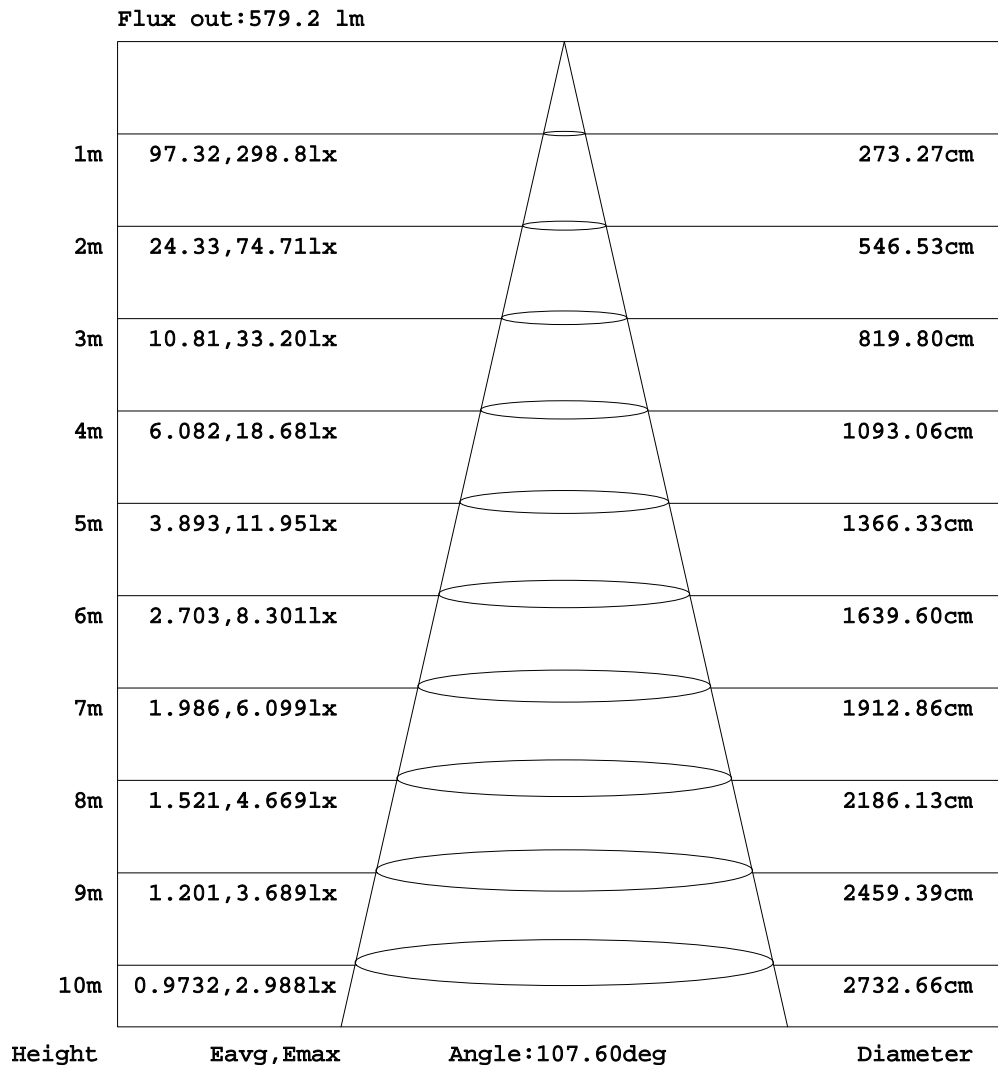 Flux out:579.2 lm
1m 97.32,298.8lx 273.27cm
2m 24.33,74.71lx 546.53cm
3m 10.81,33.20lx 819.80cm
4m 6.082,18.68lx 1093.06cm
5m 3.893,11.95lx 1366.33cm
6m 2.703,8.301lx 1639.60cm
7m 1.986,6.099lx 1912.86cm
8m 1.521,4.669lx 2186.13cm
9m 1.201,3.689lx 2459.39cm
10m 0.9732,2.988lx 2732.66cm
Height Eavg,Emax Angle:107.60deg Diameter